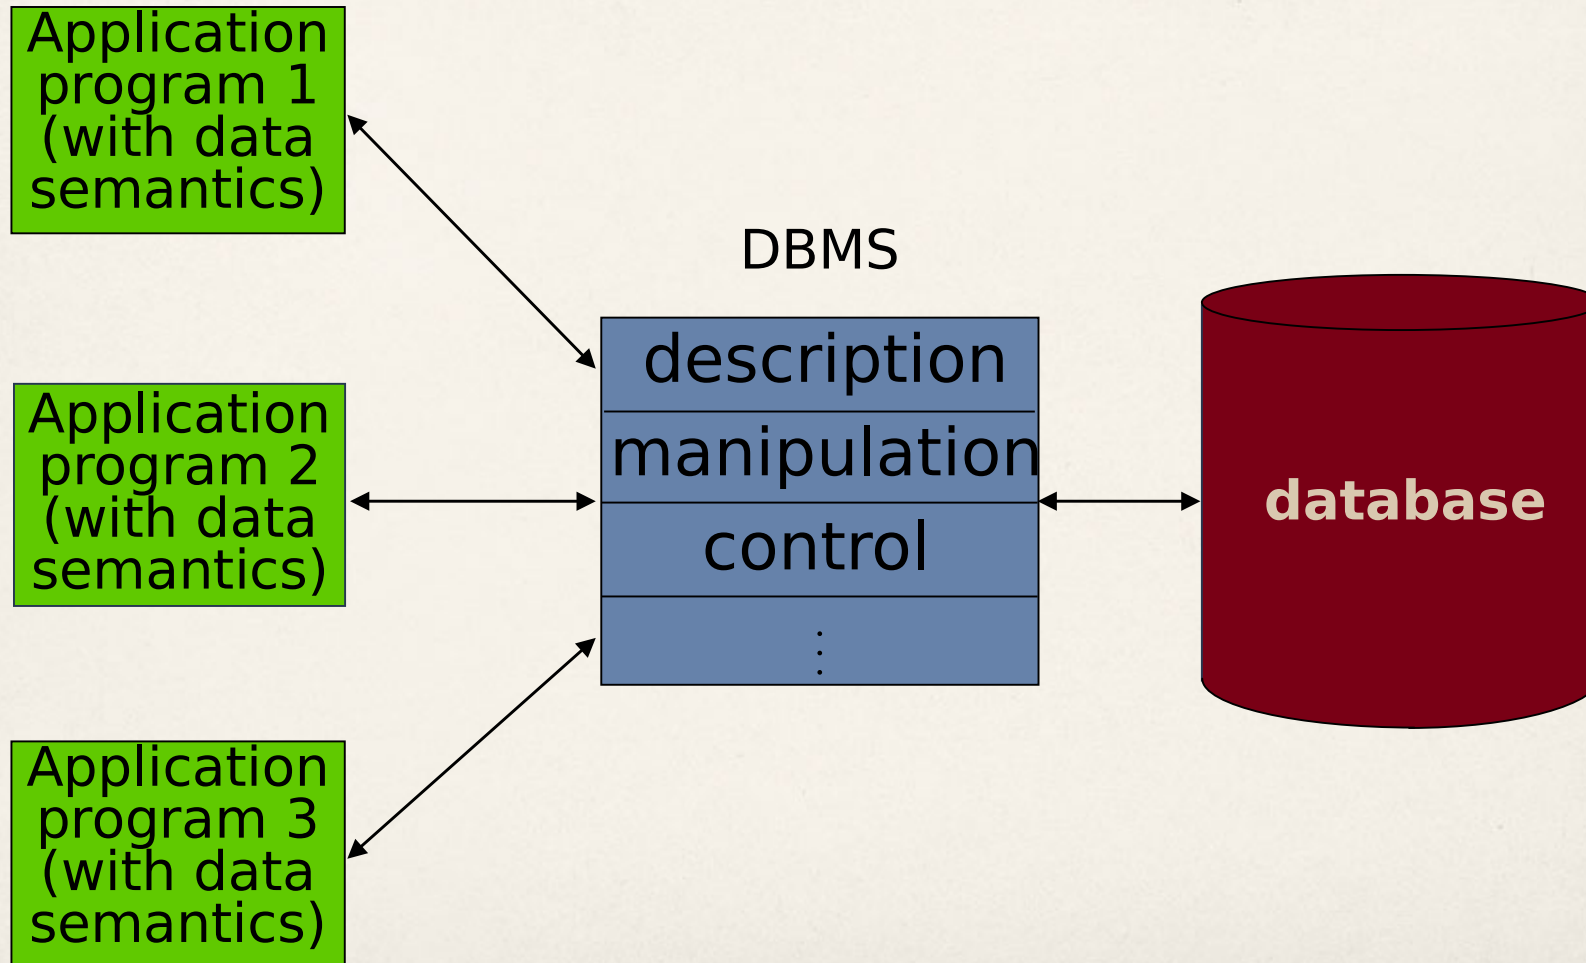 Application
program 1
(with data
semantics)
DBMS
description
manipulation
control
.
.
.
Application
program 2
(with data
semantics)
database
Application
program 3
(with data
semantics)